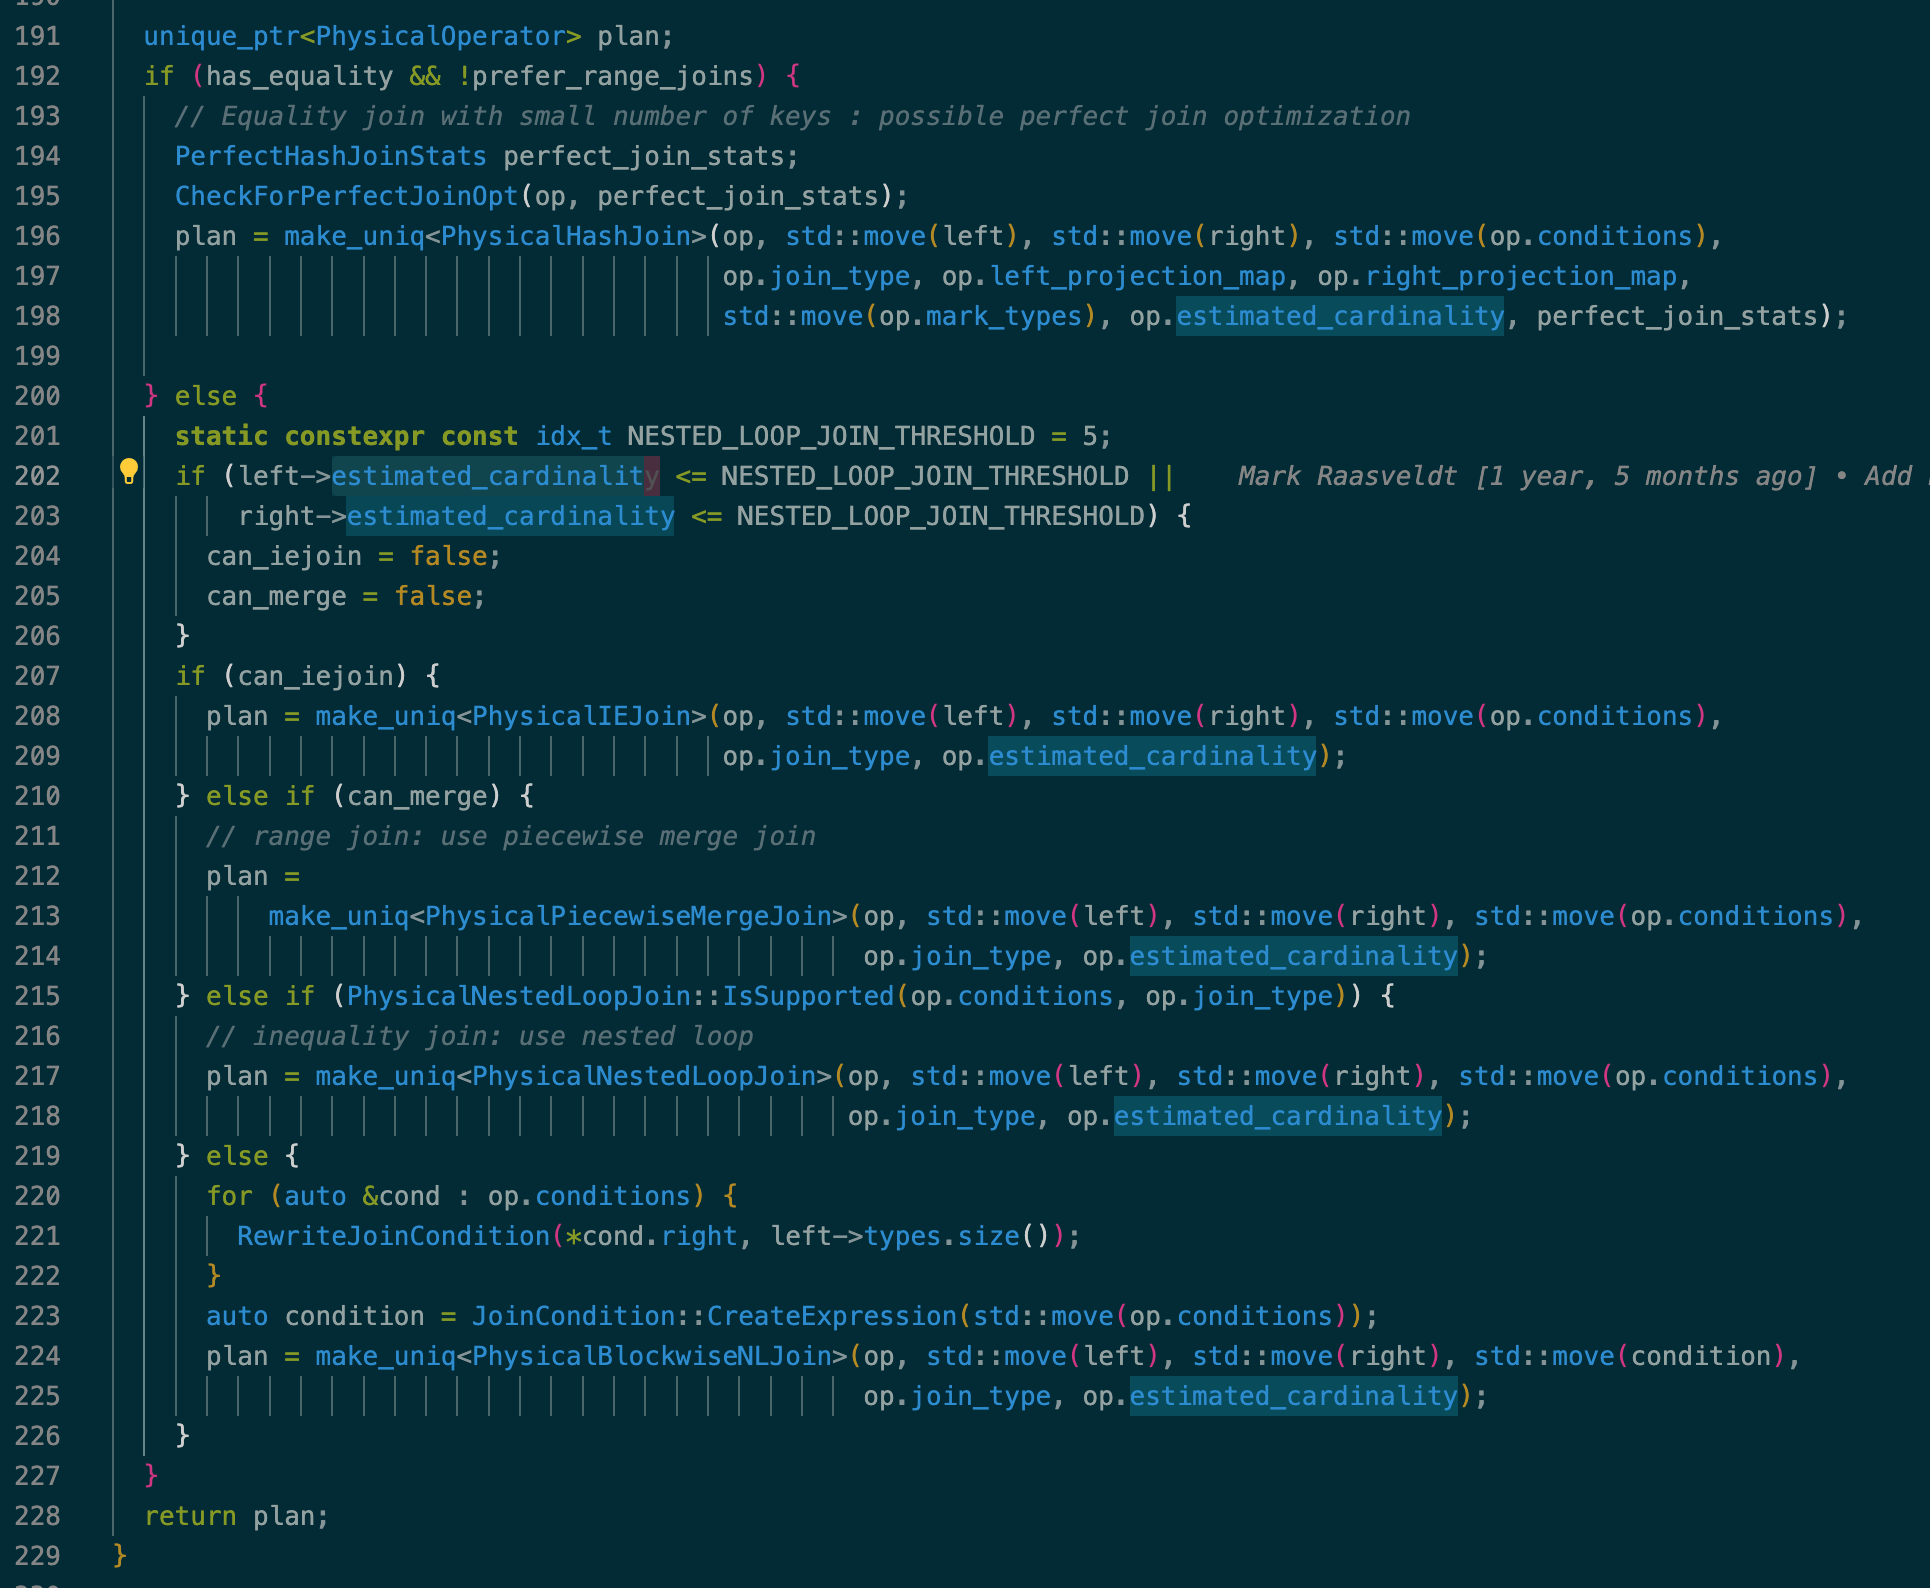 191 unique_ptr<PhysicalOperator> plan;
192 if (has_equality && !prefer_range_joins) {
193 // Equality join with small number of keys : possible perfect join optimization
194 PerfectHashJoinStats perfect_join_stats;
195 CheckForPerfectJoinOpt(op, perfect_join_stats);
196 plan = make_uniq<PhysicalHashJoin>(op, std::move(left), std::move(right), std::move(op.conditions),
197 op.join_type, op.left_projection_map, op.right_projection_map,
198 std::move(op.mark_types), op.estimated_cardinality, perfect_join_stats);
199
200 } else {
201 static constexpr const idx_t NESTED_LOOP_JOIN_THRESHOLD = 5;
202 if (left->estimated_cardinality <= NESTED_LOOP_JOIN_THRESHOLD || Mark Raasveldt [1 year, 5 months ago] • Add
203 right->estimated_cardinality <= NESTED_LOOP_JOIN_THRESHOLD) {
204 can_iejoin = false;
205 can_merge = false;
206 }
207 if (can_iejoin) {
208 plan = make_uniq<PhysicalIEJoin>(op, std::move(left), std::move(right), std::move(op.conditions),
209 op.join_type, op.estimated_cardinality);
210 } else if (can_merge) {
211 // range join: use piecewise merge join
212 plan =
213 make_uniq<PhysicalPiecewiseMergeJoin>(op, std::move(left), std::move(right), std::move(op.conditions),
214 op.join_type, op.estimated_cardinality);
215 } else if (PhysicalNestedLoopJoin::IsSupported(op.conditions, op.join_type)) {
216 // inequality join: use nested loop
217 plan = make_uniq<PhysicalNestedLoopJoin>(op, std::move(left), std::move(right), std::move(op.conditions),
218 op.join_type, op.estimated_cardinality);
219 } else {
220 for (auto &cond : op.conditions) {
221 RewriteJoinCondition(*cond.right, left->types.size());
222 }
223 auto condition = JoinCondition::CreateExpression(std::move(op.conditions));
224 plan = make_uniq<PhysicalBlockwiseNLJoin>(op, std::move(left), std::move(right), std::move(condition),
225 op.join_type, op.estimated_cardinality);
226 }
227 }
228 return plan;
229 }